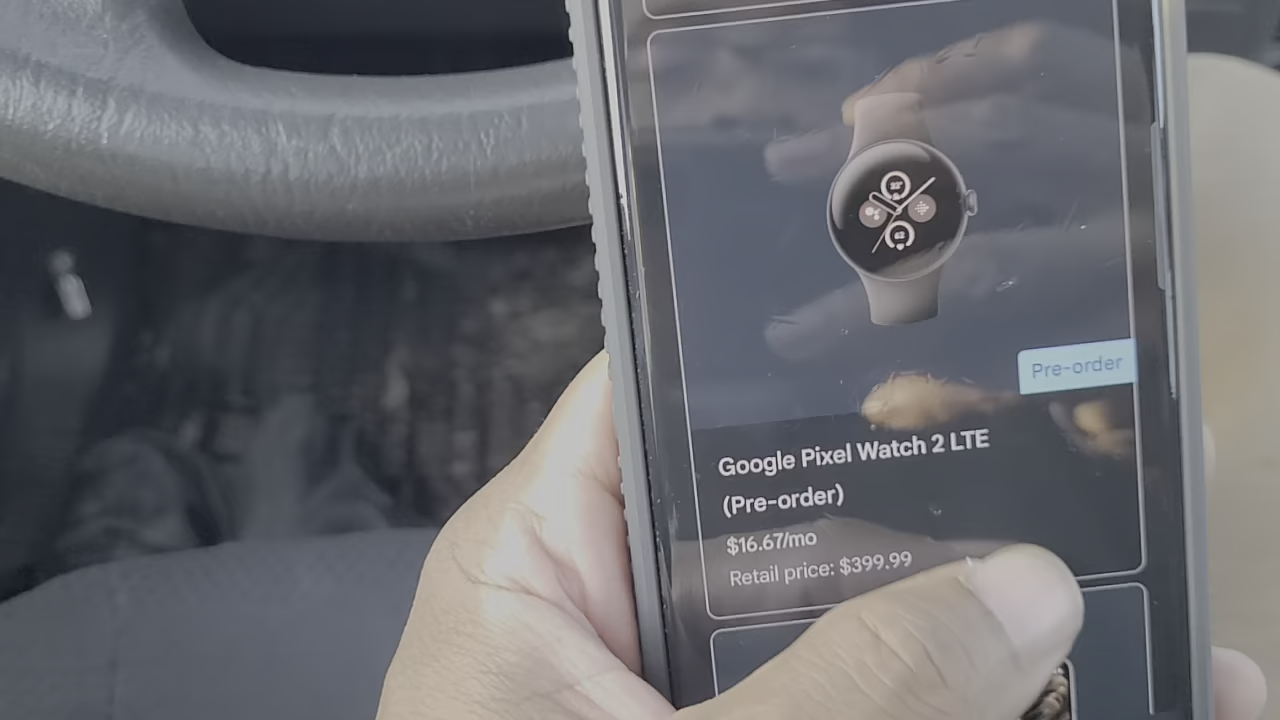 Pre-order
Google Pixel Watch 2 LTE
(Pre-order)
$16.67/mo
Retail price: $399.99